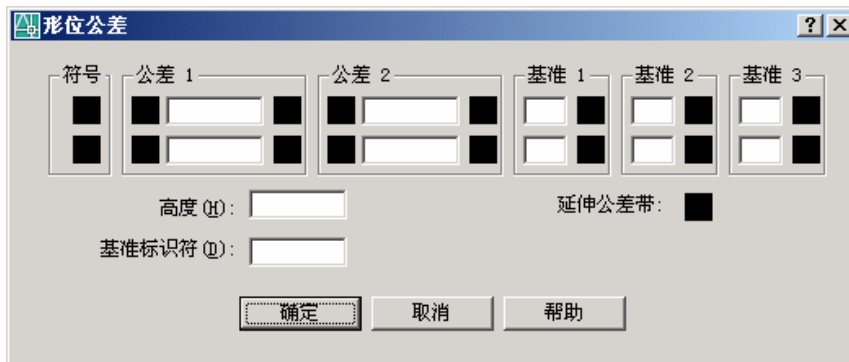 形位公差
符号 公差 1 公差 2 基准 1 基准 2 基准 3
高度(H): 延伸公差带:
基准标识符(D):
确定 取消 帮助